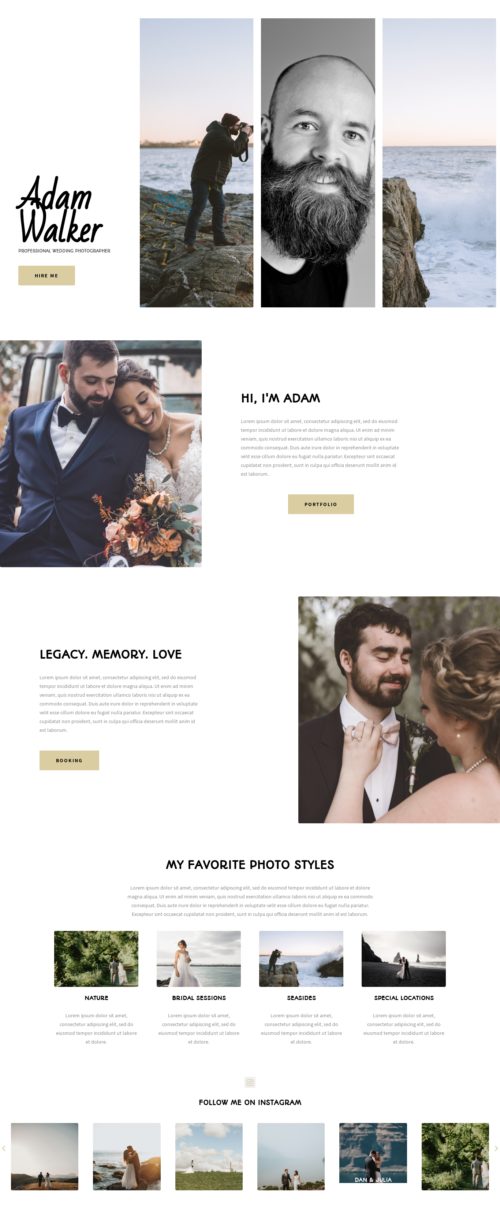 Adam
Walker
PROFESSIONAL WEDDING PHOTOGRAPHER
HIRE ME
HI, I'M ADAM
Lorem ipsum dolor sit amet, consectetur adipiscing elit, sed do eiusmod
tempor incididunt ut labore et dolore magna aliqua. Ut enim ad minim
veniam, quis nostrud exercitation ullamco laboris nisi ut aliquip ex ea
commodo consequat. Duis aute irure dolor in reprehenderit in voluptate
velit esse cillum dolore eu fugiat nulla pariatur. Excepteur sint occaecat
cupidatat non proident, sunt in culpa qui officia deserunt mollit anim id
est laborum.
PORTFOLIO
LEGACY. MEMORY. LOVE
Lorem ipsum dolor sit amet, consectetur adipiscing elit, sed do eiusmod
tempor incididunt ut labore et dolore magna aliqua. Ut enim ad minim
veniam, quis nostrud exercitation ullamco laboris nisi ut aliquip ex ea
commodo consequat. Duis aute irure dolor in reprehenderit in voluptate
velit esse cillum dolore eu fugiat nulla pariatur. Excepteur sint occaecat
cupidatat non proident, sunt in culpa qui officia deserunt mollit anim id
est laborum.
BOOKING
MY FAVORITE PHOTO STYLES
Lorem ipsum dolor sit amet, consectetur adipiscing elit, sed do eiusmod tempor incididunt ut labore et dolore
magna aliqua. Ut enim ad minim veniam, quis nostrud exercitation ullamco laboris nisi ut aliquip ex ea commodo
consequat. Duis aute irure dolor in reprehenderit in voluptate velit esse cillum dolore eu fugiat nulla pariatur.
Excepteur sint occaecat cupidatat non proident, sunt in culpa qui officia deserunt mollit anim id est laborum.
NATURE
Lorem ipsum dolor sit amet,
consectetur adipiscing elit, sed do
eiusmod tempor incididunt ut labore
et dolore.
BRIDAL SESSIONS
Lorem ipsum dolor sit amet,
consectetur adipiscing elit, sed do
eiusmod tempor incididunt ut labore
et dolore.
SEASIDES
Lorem ipsum dolor sit amet,
consectetur adipiscing elit, sed do
eiusmod tempor incididunt ut labore
et dolore.
SPECIAL LOCATIONS
Lorem ipsum dolor sit amet,
consectetur adipiscing elit, sed do
eiusmod tempor incididunt ut labore
et dolore.
FOLLOW ME ON INSTAGRAM
DAN & JULIA